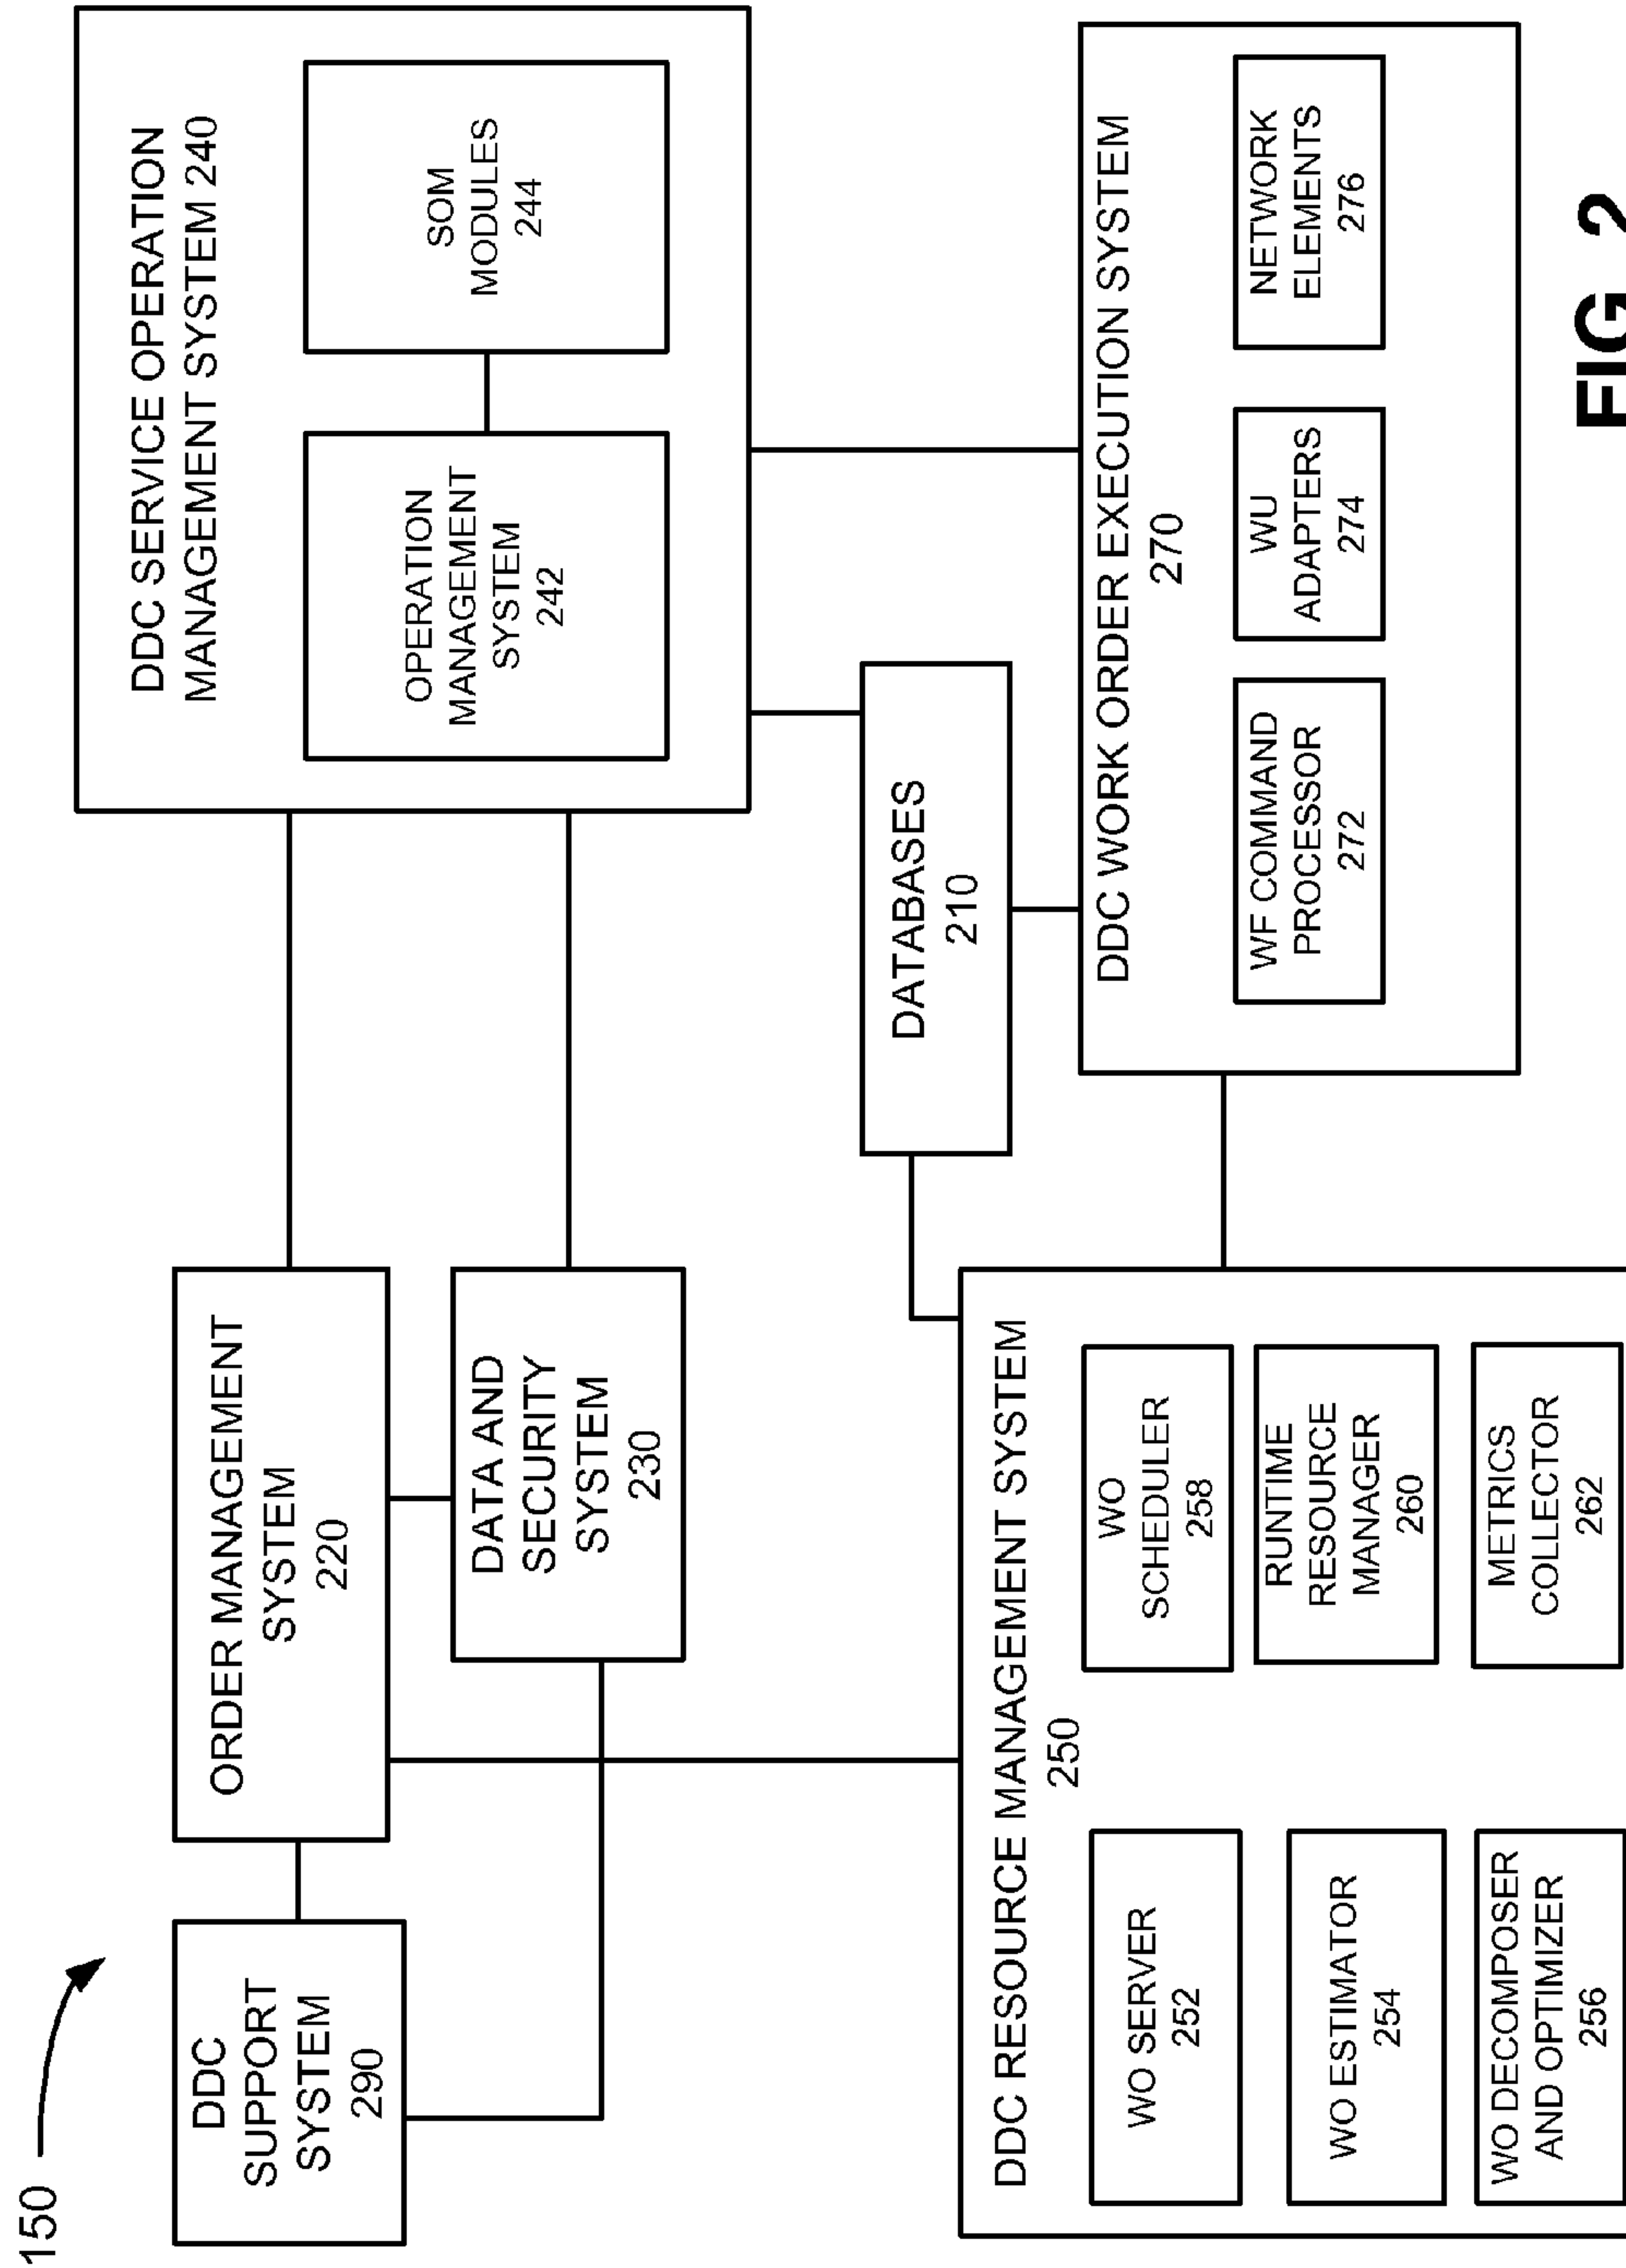 150
DDC
SUPPORT
SYSTEM
290
ORDER MANAGEMENT
SYSTEM
220
DATA AND
SECURITY
SYSTEM
230
DDC SERVICE OPERATION
MANAGEMENT SYSTEM 240
OPERATION
MANAGEMENT
SYSTEM
242
SOM
MODULES
244
DATABASES
210
DDC RESOURCE MANAGEMENT SYSTEM
250
WO SERVER
252
WO ESTIMATOR
254
WO DECOMPOSER
AND OPTIMIZER
256
WO
SCHEDULER
258
RUNTIME
RESOURCE
MANAGER
260
METRICS
COLLECTOR
262
DDC WORK ORDER EXECUTION SYSTEM
270
WF COMMAND
PROCESSOR
272
WU
ADAPTERS
274
NETWORK
ELEMENTS
276
FIG 2